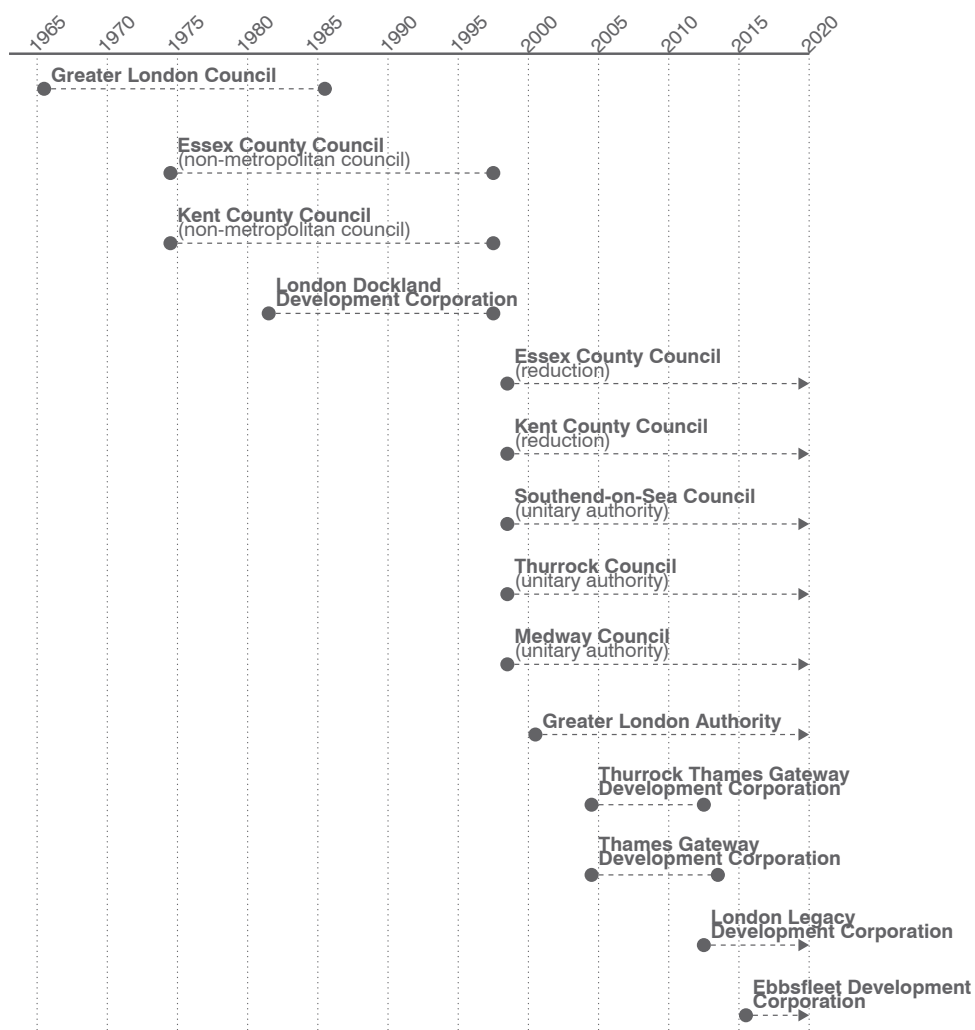 1965 1970 1975 1980 1985 1990 1995 2000 2005 2010 2015 2020
Greater London Council
Essex County Council
(non-metropolitan council)
Kent County Council
(non-metropolitan council)
London Dockland
Development Corporation
Essex County Council
(reduction)
Kent County Council
(reduction)
Southend-on-Sea Council
(unitary authority)
Thurrock Council
(unitary authority)
Medway Council
(unitary authority)
Greater London Authority
Thurrock Thames Gateway
Development Corporation
Thames Gateway
Development Corporation
London Legacy
Development Corporation
Ebbsfleet Development
Corporation